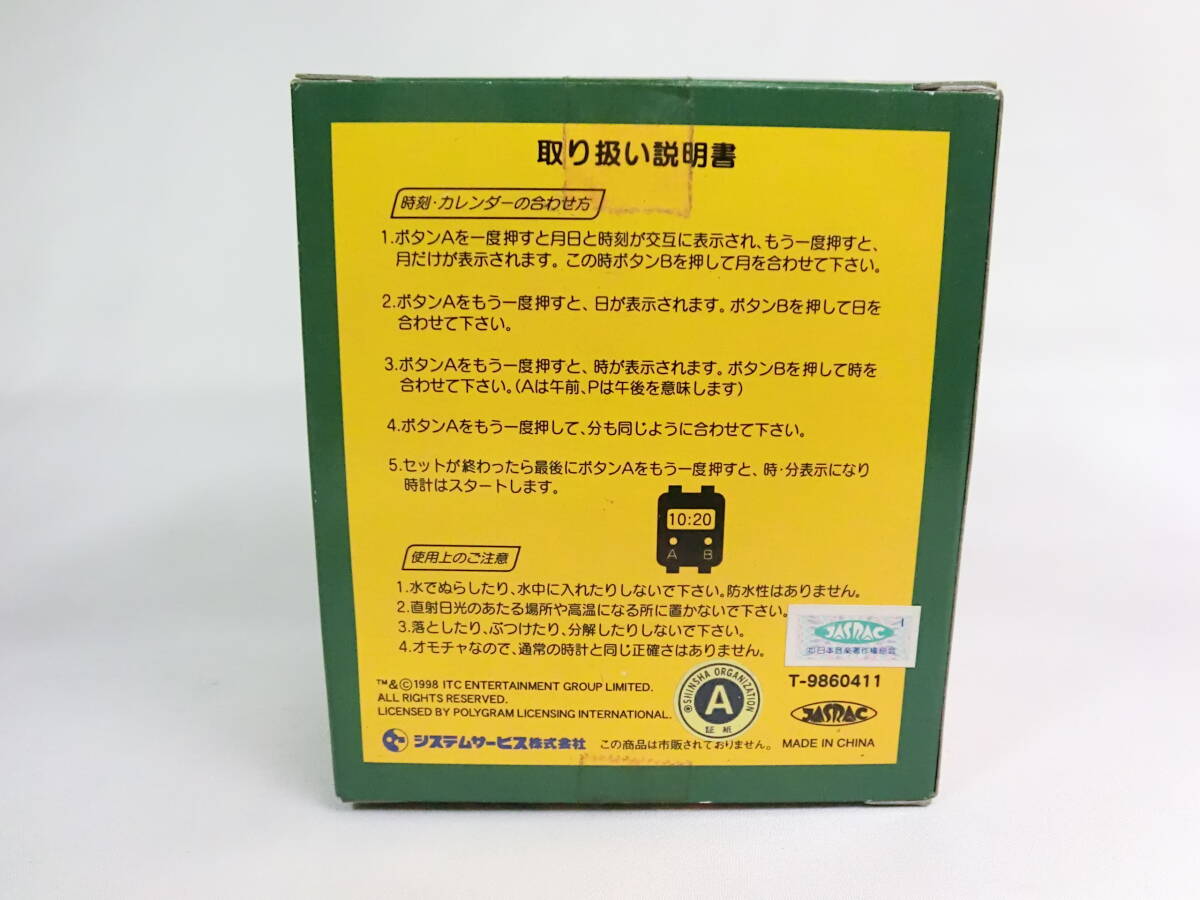 取り扱い説明書
時刻・カレンダーの合わせ方
1.ボタンAを一度押すと月日と時刻が交互に表示され、もう一度押すと、
月だけが表示されます。この時ボタンBを押して月を合わせて下さい。
2.ボタンAをもう一度押すと、日が表示されます。ボタンBを押して日を
合わせて下さい。
3.ボタンAをもう一度押すと、時が表示されます。ボタンBを押して時を
合わせて下さい。(Aは午前、Pは午後を意味します)
4.ボタンAをもう一度押して、分も同じように合わせて下さい。
5.セットが終わったら最後にボタンAをもう一度押すと、時・分表示になり
時計はスタートします。
10:20
A B
使用上のご注意
1.水でぬらしたり、水中に入れたりしないで下さい。防水性はありません。
2.直射日光のあたる場所や高温になる所に置かないで下さい。
3.落としたり、ぶつけたり、分解したりしないで下さい。
4.オモチャなので、通常の時計と同じ正確さはありません。
JASRAC
1
日本音楽著作権協会
T-9860411
JASRAC
™&©1998 ITC ENTERTAINMENT GROUP LIMITED.
ALL RIGHTS RESERVED.
LICENSED BY POLYGRAM LICENSING INTERNATIONAL.
©SHINSHA ORGANIZATION
A
証紙
システムサービス株式会社 この商品は市販されておりません。 MADE IN CHINA